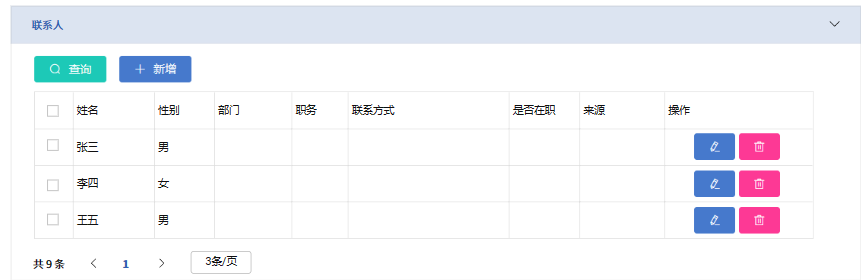 联系人
查询 新增
姓名 性别 部门 职务 联系方式 是否在职 来源 操作
张三 男
李四 女
王五 男
共9条 1 3条/页